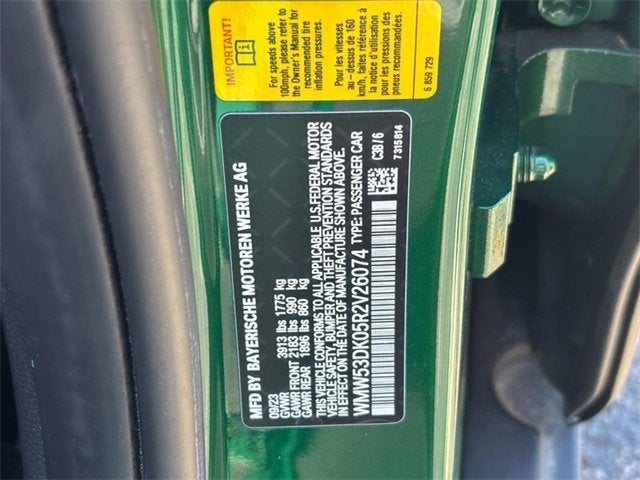 IMPORTANT!
For speeds above
100mph, please refer to
the Owner's Manual for
recommended tire
inflation pressures.
Pour les vitesses
au - dessus de 160
km/h, faites référence à
la notice d'utilisation
pour les pressions des
pneus recommandées.
6 859 729
MFD BY BAYERISCHE MOTOREN WERKE AG
09/23
GVWR 3913 lbs 1775 kg
GAWR FRONT 2183 lbs 990 kg
GAWR REAR 1896 lbs 860 kg
THIS VEHICLE CONFORMS TO ALL APPLICABLE U.S. FEDERAL MOTOR
VEHICLE SAFETY, BUMPER AND THEFT PREVENTION STANDARDS
IN EFFECT ON THE DATE OF MANUFACTURE SHOWN ABOVE.
WMW53DK05R2V26074 TYPE: PASSENGER CAR
C3B / 6
7315814